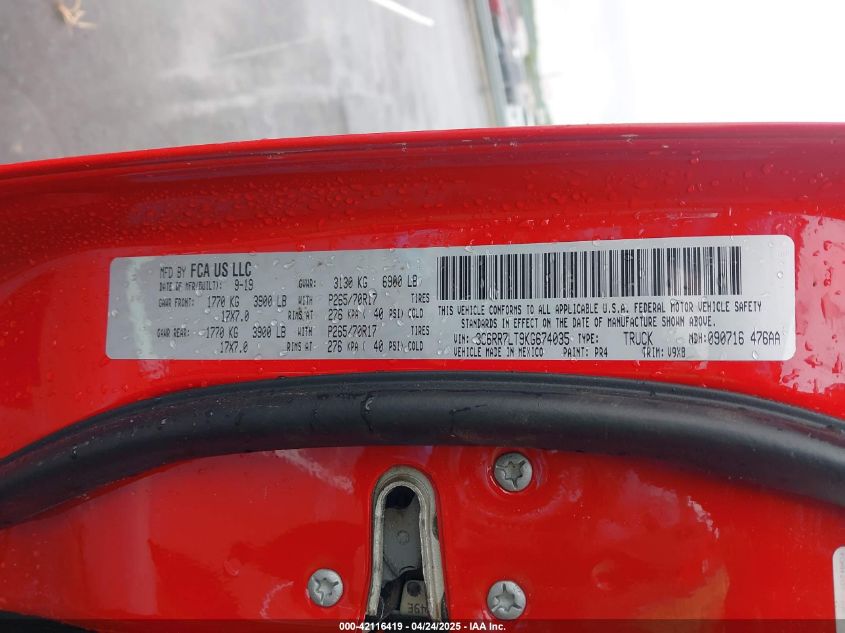 MFD BY FCA US LLC
DATE OF MFR(BUILT): 9-19 GVWR: 3130 KG 6900 LB
GAWR FRONT: 1770 KG 3900 LB WITH P265/70R17 TIRES
17X7.0 RIMS AT 276 KPA ( 40 PSI) COLD
GAWR REAR: 1770 KG 3900 LB WITH P265/70R17 TIRES
17X7.0 RIMS AT 276 KPA ( 40 PSI) COLD
THIS VEHICLE CONFORMS TO ALL APPLICABLE U.S.A. FEDERAL MOTOR VEHICLE SAFETY
STANDARDS IN EFFECT ON THE DATE OF MANUFACTURE SHOWN ABOVE.
VIN: 3C6RR7LT9KG674035 TYPE: TRUCK MDH: 090716 476AA
VEHICLE MADE IN MEXICO PAINT: PR4 TRIM: V9X8
49E
000-42116419 - 04/24/2025 - IAA Inc.